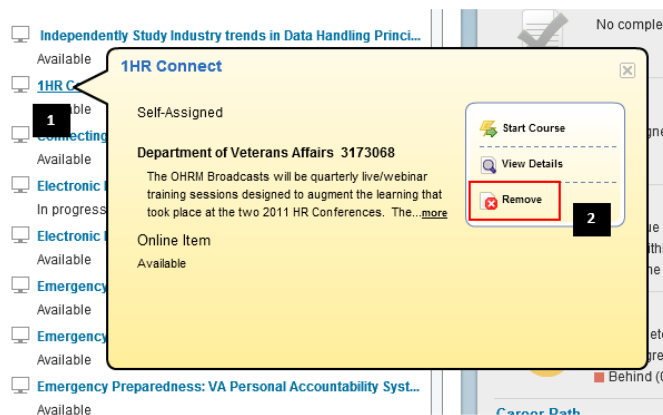 Independently Study Industry trends in Data Handling Princi...
Available
1HR C
1
Connecting
Available
Electronic
In progress
Electronic
Available
Emergency
Available
Emergency
Available
Emergency Preparedness: VA Personal Accountability Syst...
Available
1HR Connect
Self-Assigned
Department of Veterans Affairs 3173068
The OHRM Broadcasts will be quarterly live/webinar
training sessions designed to augment the learning that
took place at the two 2011 HR Conferences. The...more
Online Item
Available
Start Course
View Details
Remove
2
No comple
Behind (
Career Path